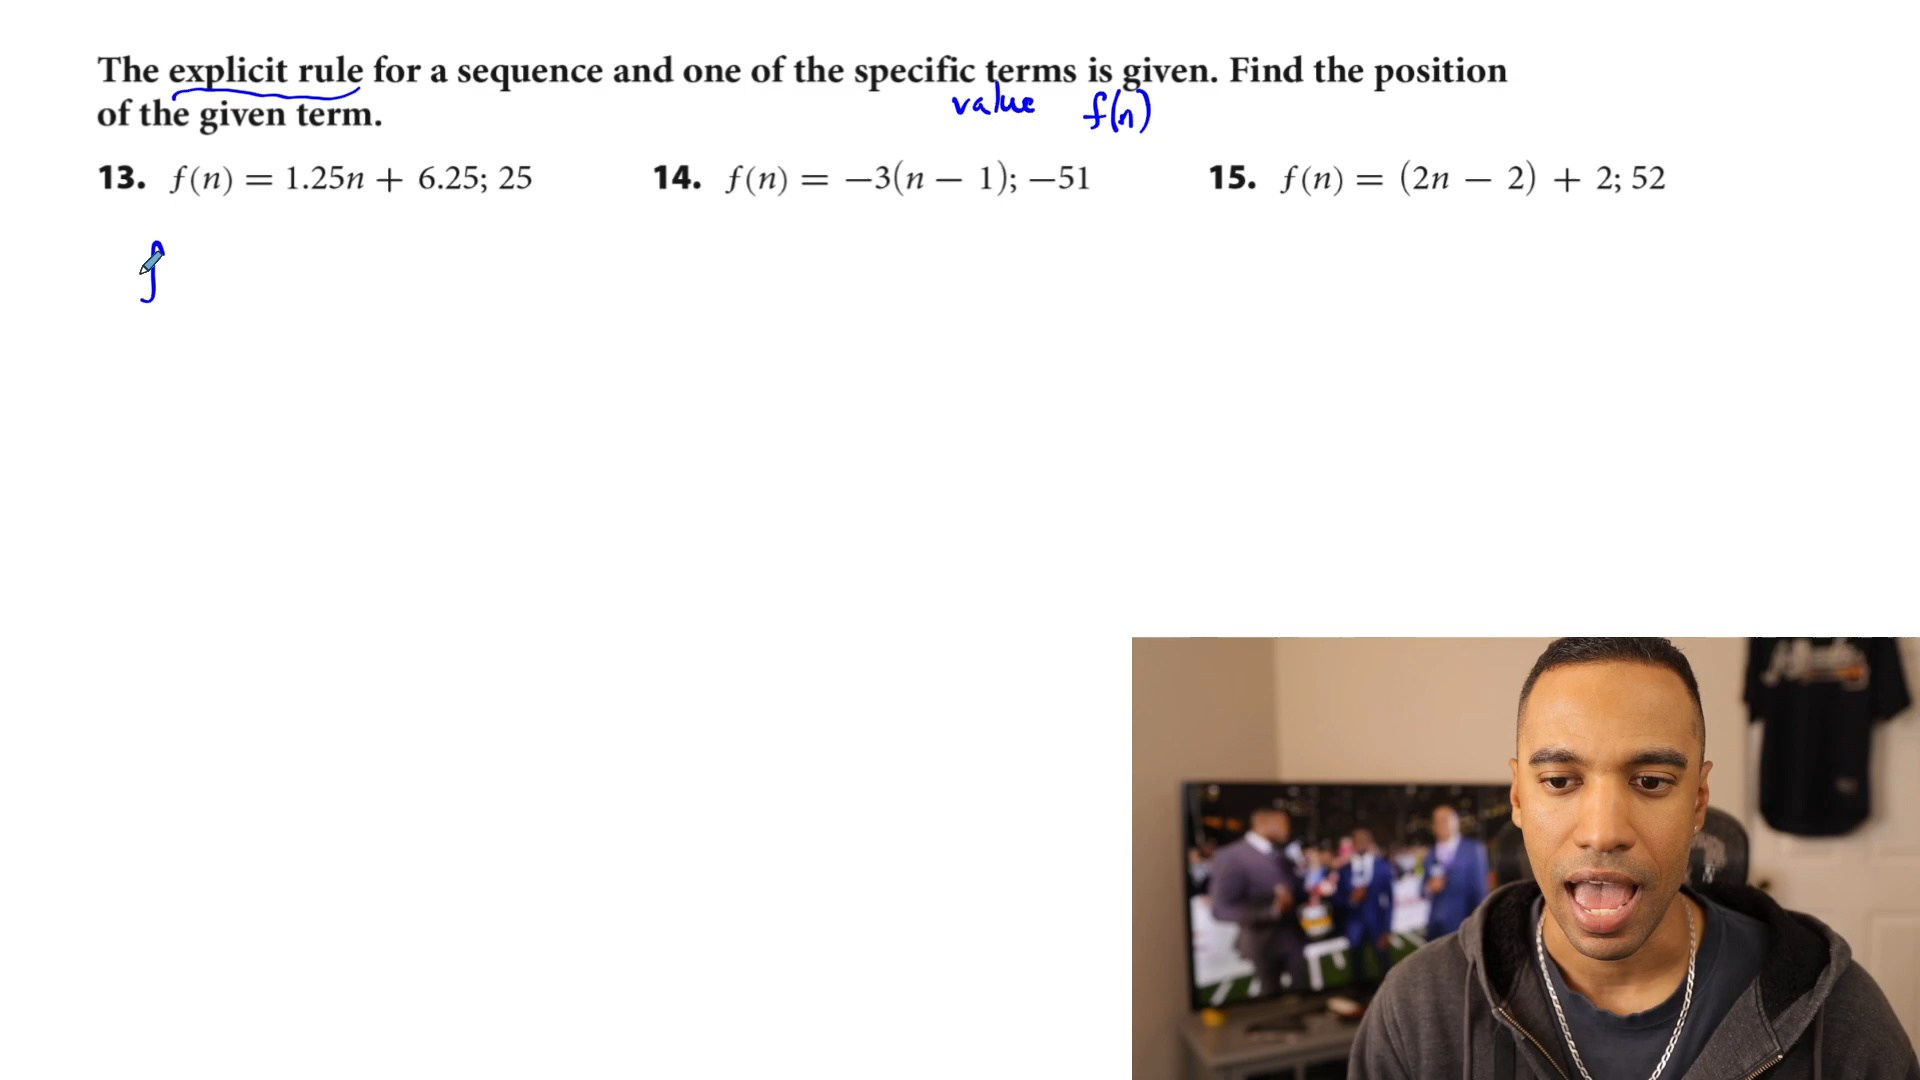 The explicit rule for a sequence and one of the specific terms is given. Find the position
of the given term.
value f(n)
13. f(n) = 1.25n + 6.25; 25
14. f(n) = −3(n − 1); −51
15. f(n) = (2n − 2) + 2; 52
f